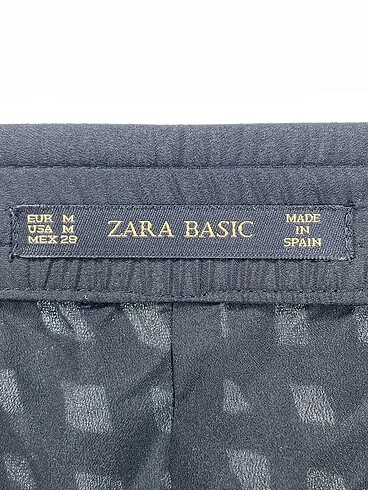 EUR M
USA M
MEX 28
ZARA BASIC
MADE
IN
SPAIN